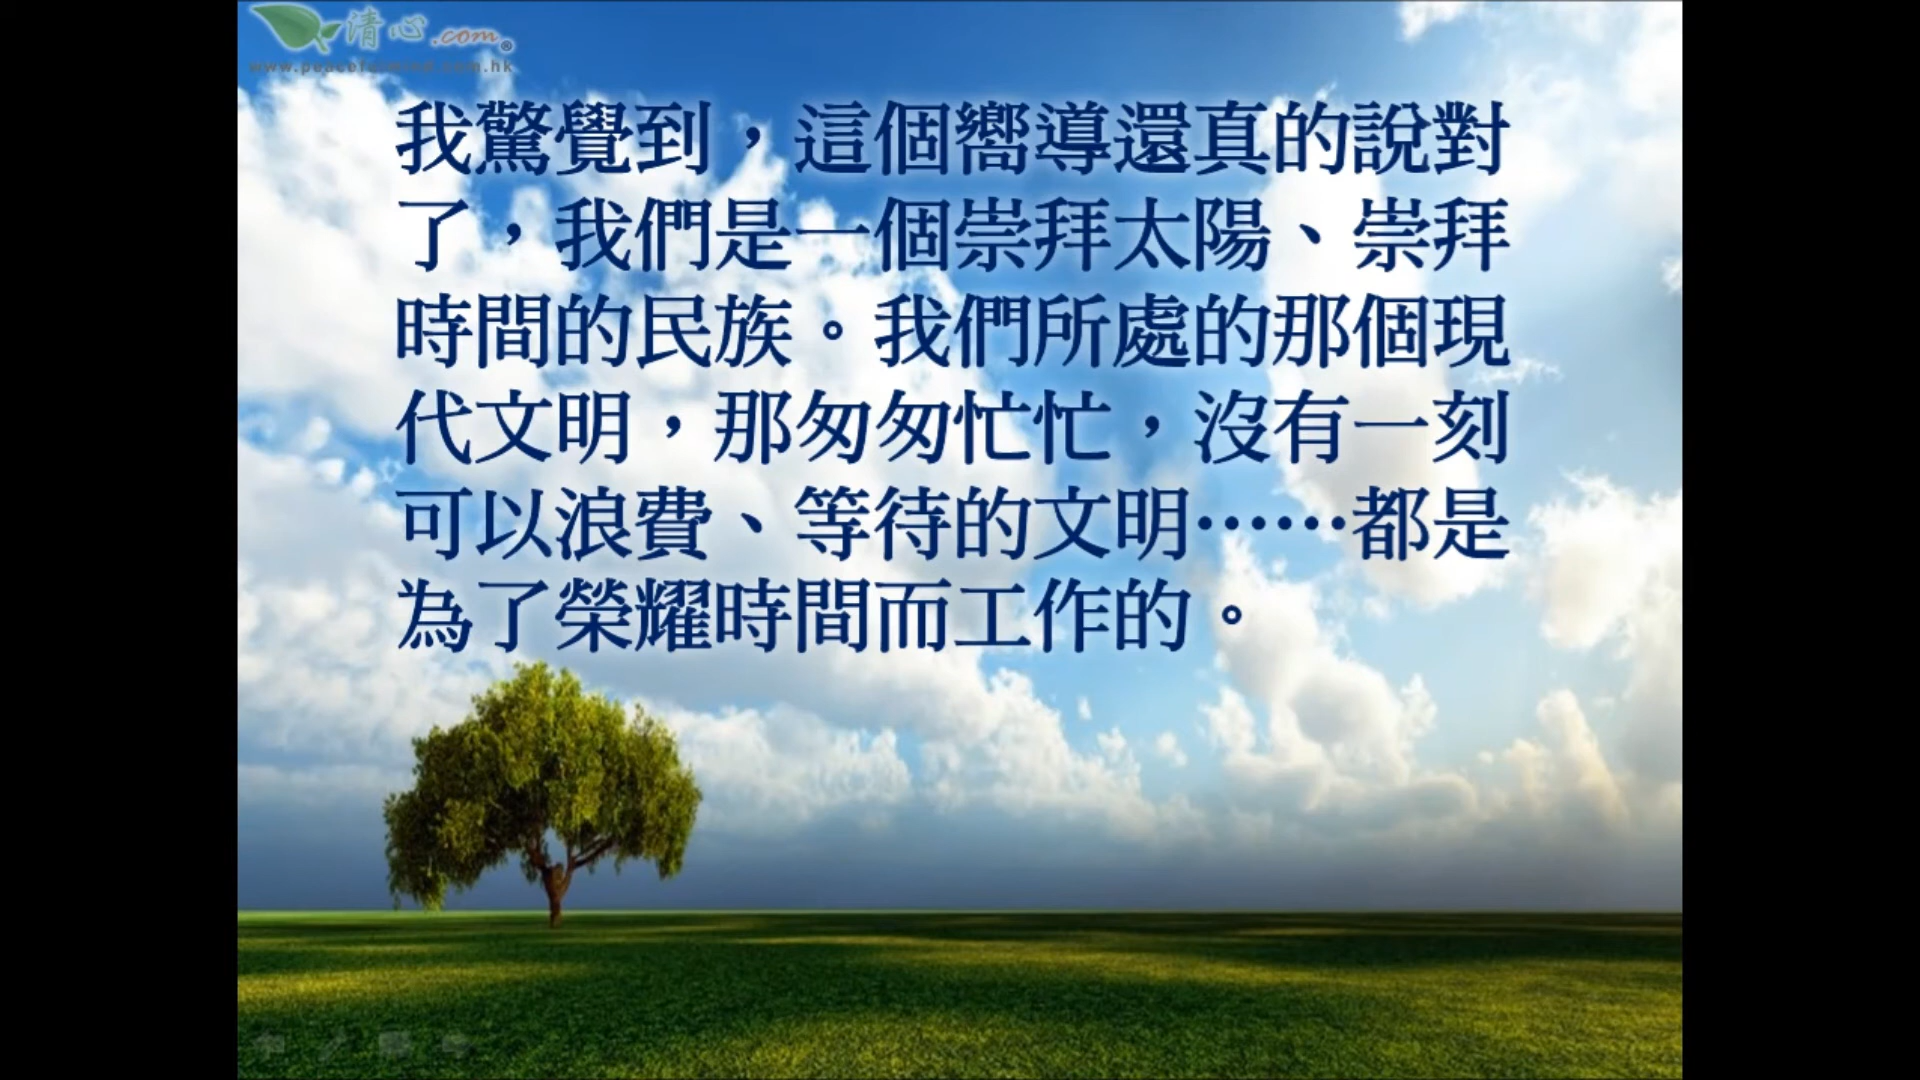 清心.com®
www.peacefulmind.com.hk
我驚覺到，這個嚮導還真的說對
了，我們是一個崇拜太陽、崇拜
時間的民族。我們所處的那個現
代文明，那匆匆忙忙，沒有一刻
可以浪費、等待的文明……都是
為了榮耀時間而工作的。